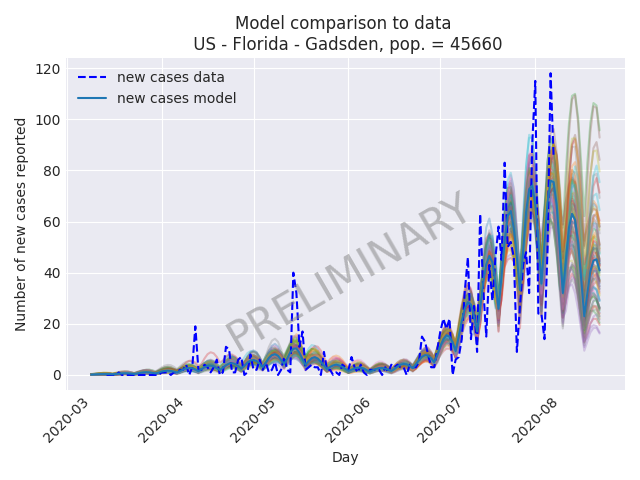 Model comparison to data
US - Florida - Gadsden, pop. = 45660
new cases data
new cases model
PRELIMINARY
Number of new cases reported
120
100
80
60
40
20
0
2020-03
2020-04
2020-05
2020-06
2020-07
2020-08
Day